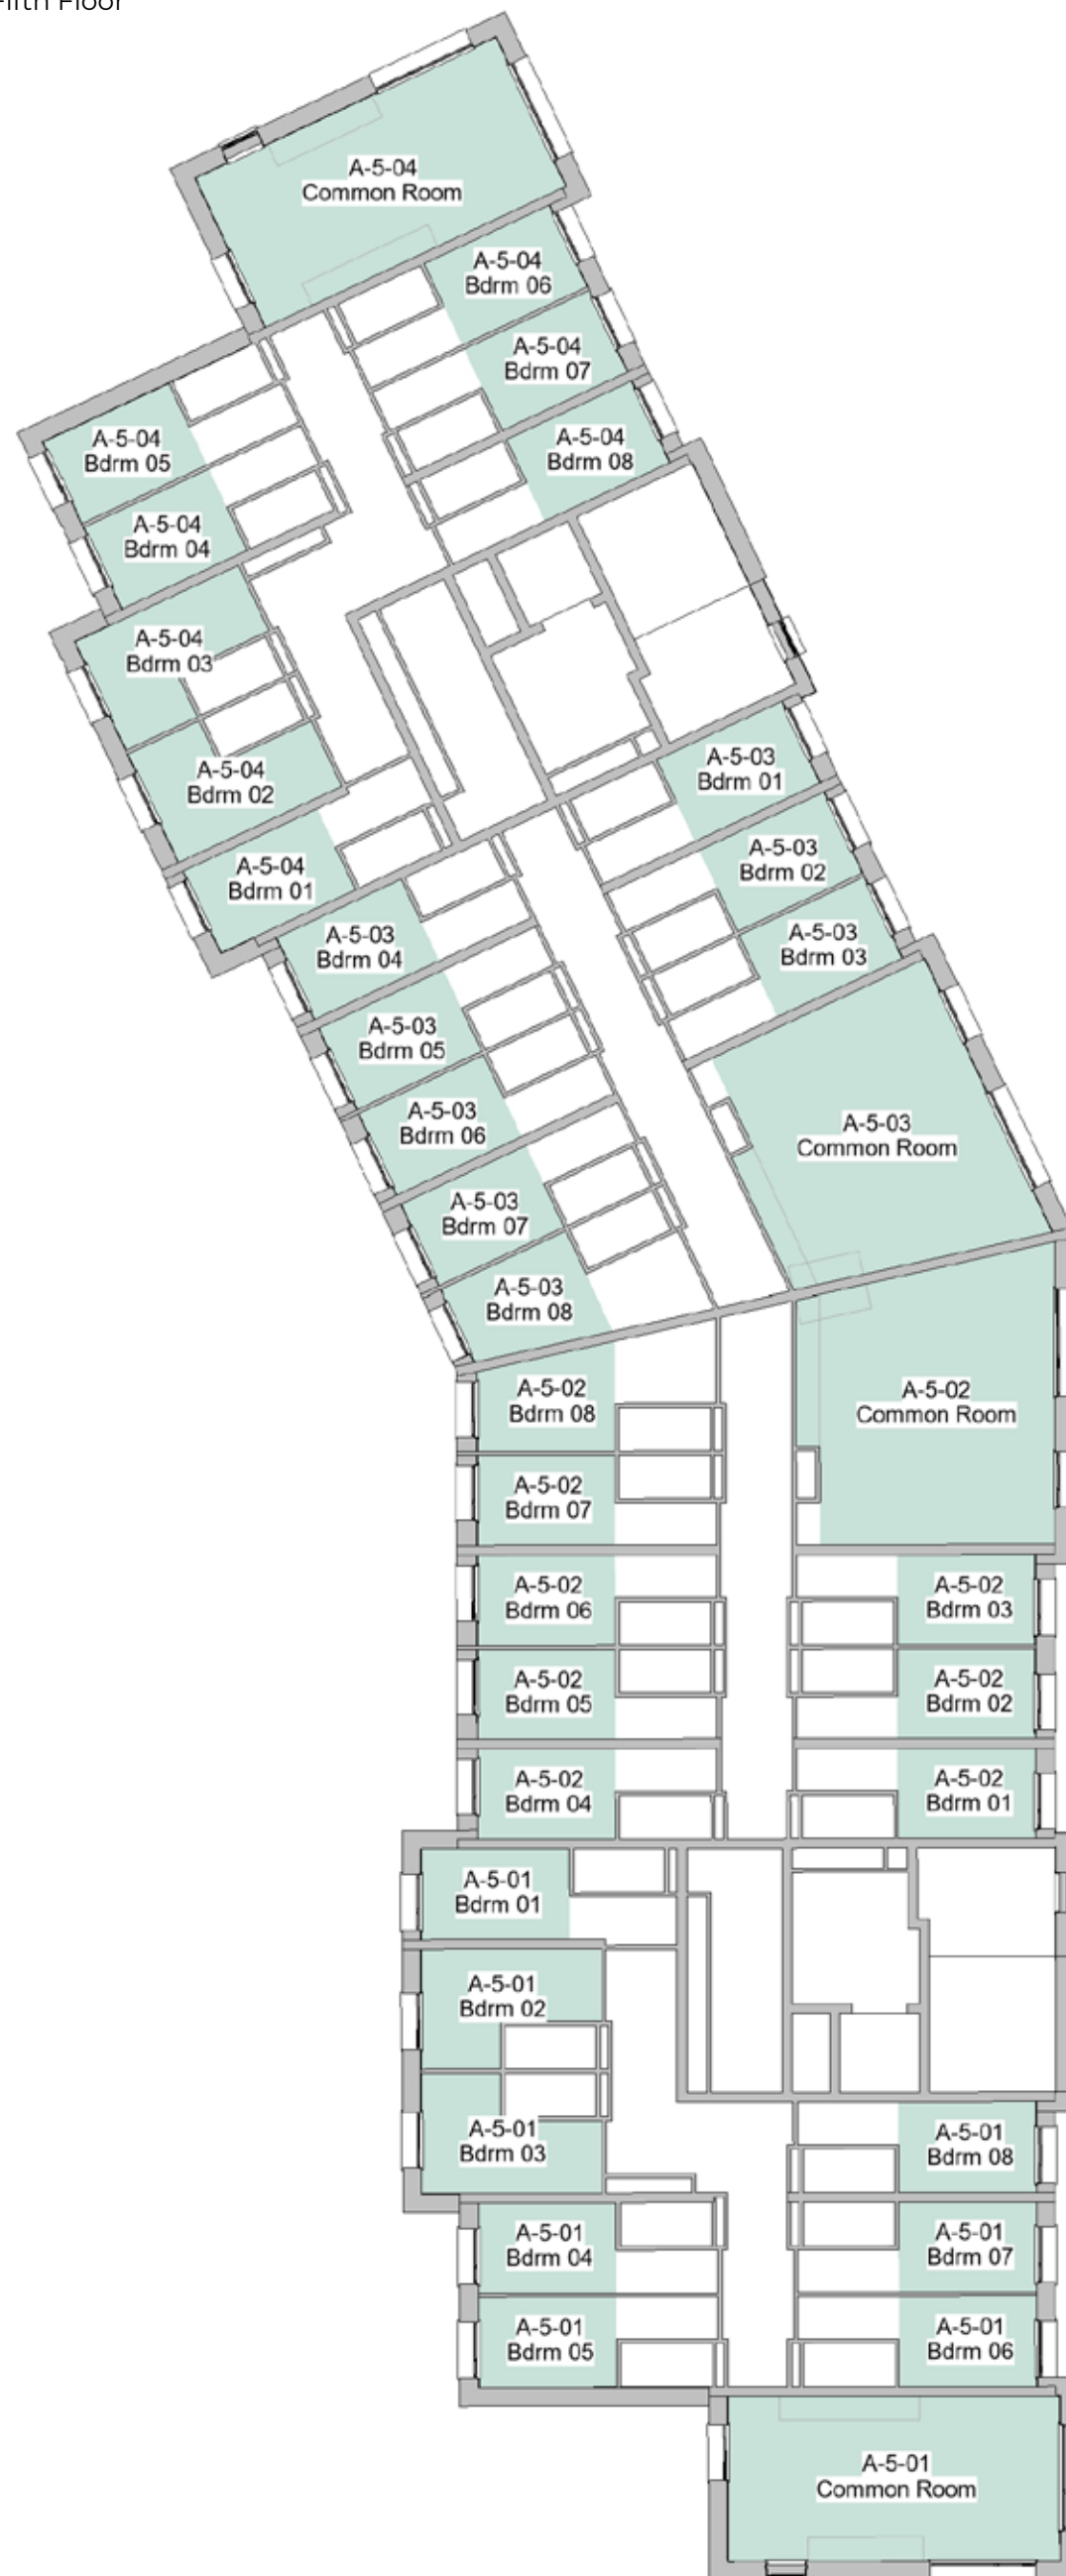 Fifth Floor
A-5-04
Common Room
A-5-04
Bdrm 06
A-5-04
Bdrm 07
A-5-04
Bdrm 08
A-5-04
Bdrm 05
A-5-04
Bdrm 04
A-5-04
Bdrm 03
A-5-04
Bdrm 02
A-5-04
Bdrm 01
A-5-03
Bdrm 01
A-5-03
Bdrm 02
A-5-03
Bdrm 03
A-5-03
Bdrm 04
A-5-03
Bdrm 05
A-5-03
Bdrm 06
A-5-03
Bdrm 07
A-5-03
Bdrm 08
A-5-03
Common Room
A-5-02
Common Room
A-5-02
Bdrm 08
A-5-02
Bdrm 07
A-5-02
Bdrm 06
A-5-02
Bdrm 05
A-5-02
Bdrm 04
A-5-02
Bdrm 03
A-5-02
Bdrm 02
A-5-02
Bdrm 01
A-5-01
Bdrm 01
A-5-01
Bdrm 02
A-5-01
Bdrm 03
A-5-01
Bdrm 04
A-5-01
Bdrm 05
A-5-01
Bdrm 08
A-5-01
Bdrm 07
A-5-01
Bdrm 06
A-5-01
Common Room